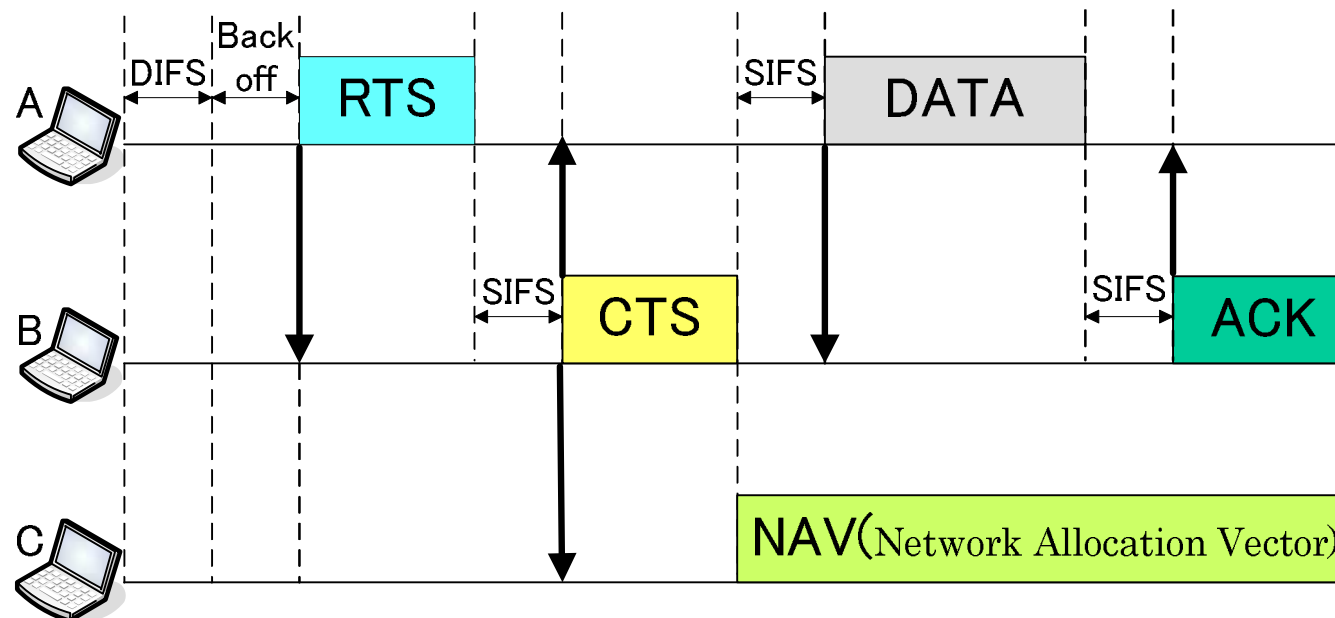 Back
off
DIFS
A
RTS
SIFS
DATA
B
SIFS
CTS
SIFS
ACK
C
NAV(Network Allocation Vector)